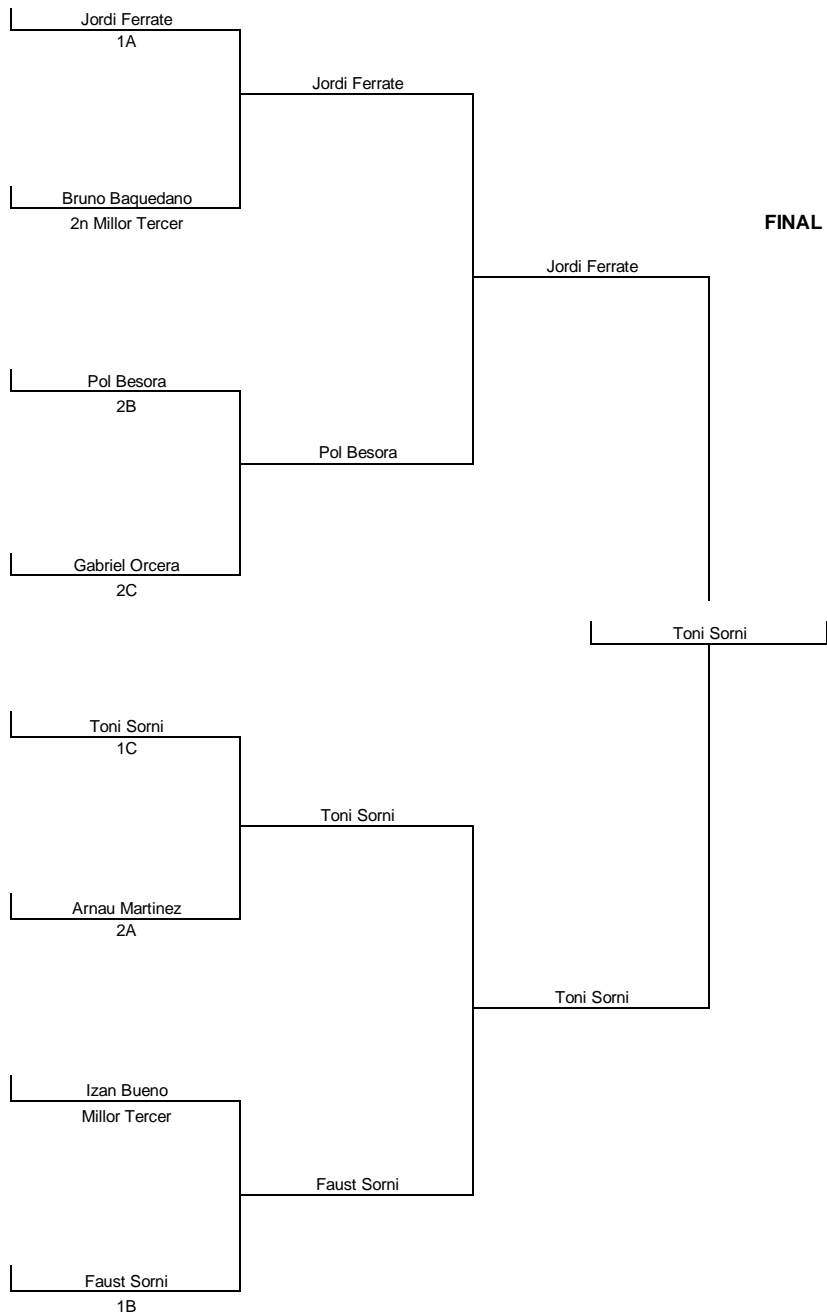 Jordi Ferrate
1A
Jordi Ferrate
Bruno Baquedano
2n Millor Tercer
FINAL
Jordi Ferrate
Pol Besora
2B
Pol Besora
Gabriel Orcera
2C
Toni Sorni
Toni Sorni
1C
Toni Sorni
Arnau Martinez
2A
Toni Sorni
Izan Bueno
Millor Tercer
Faust Sorni
Faust Sorni
1B